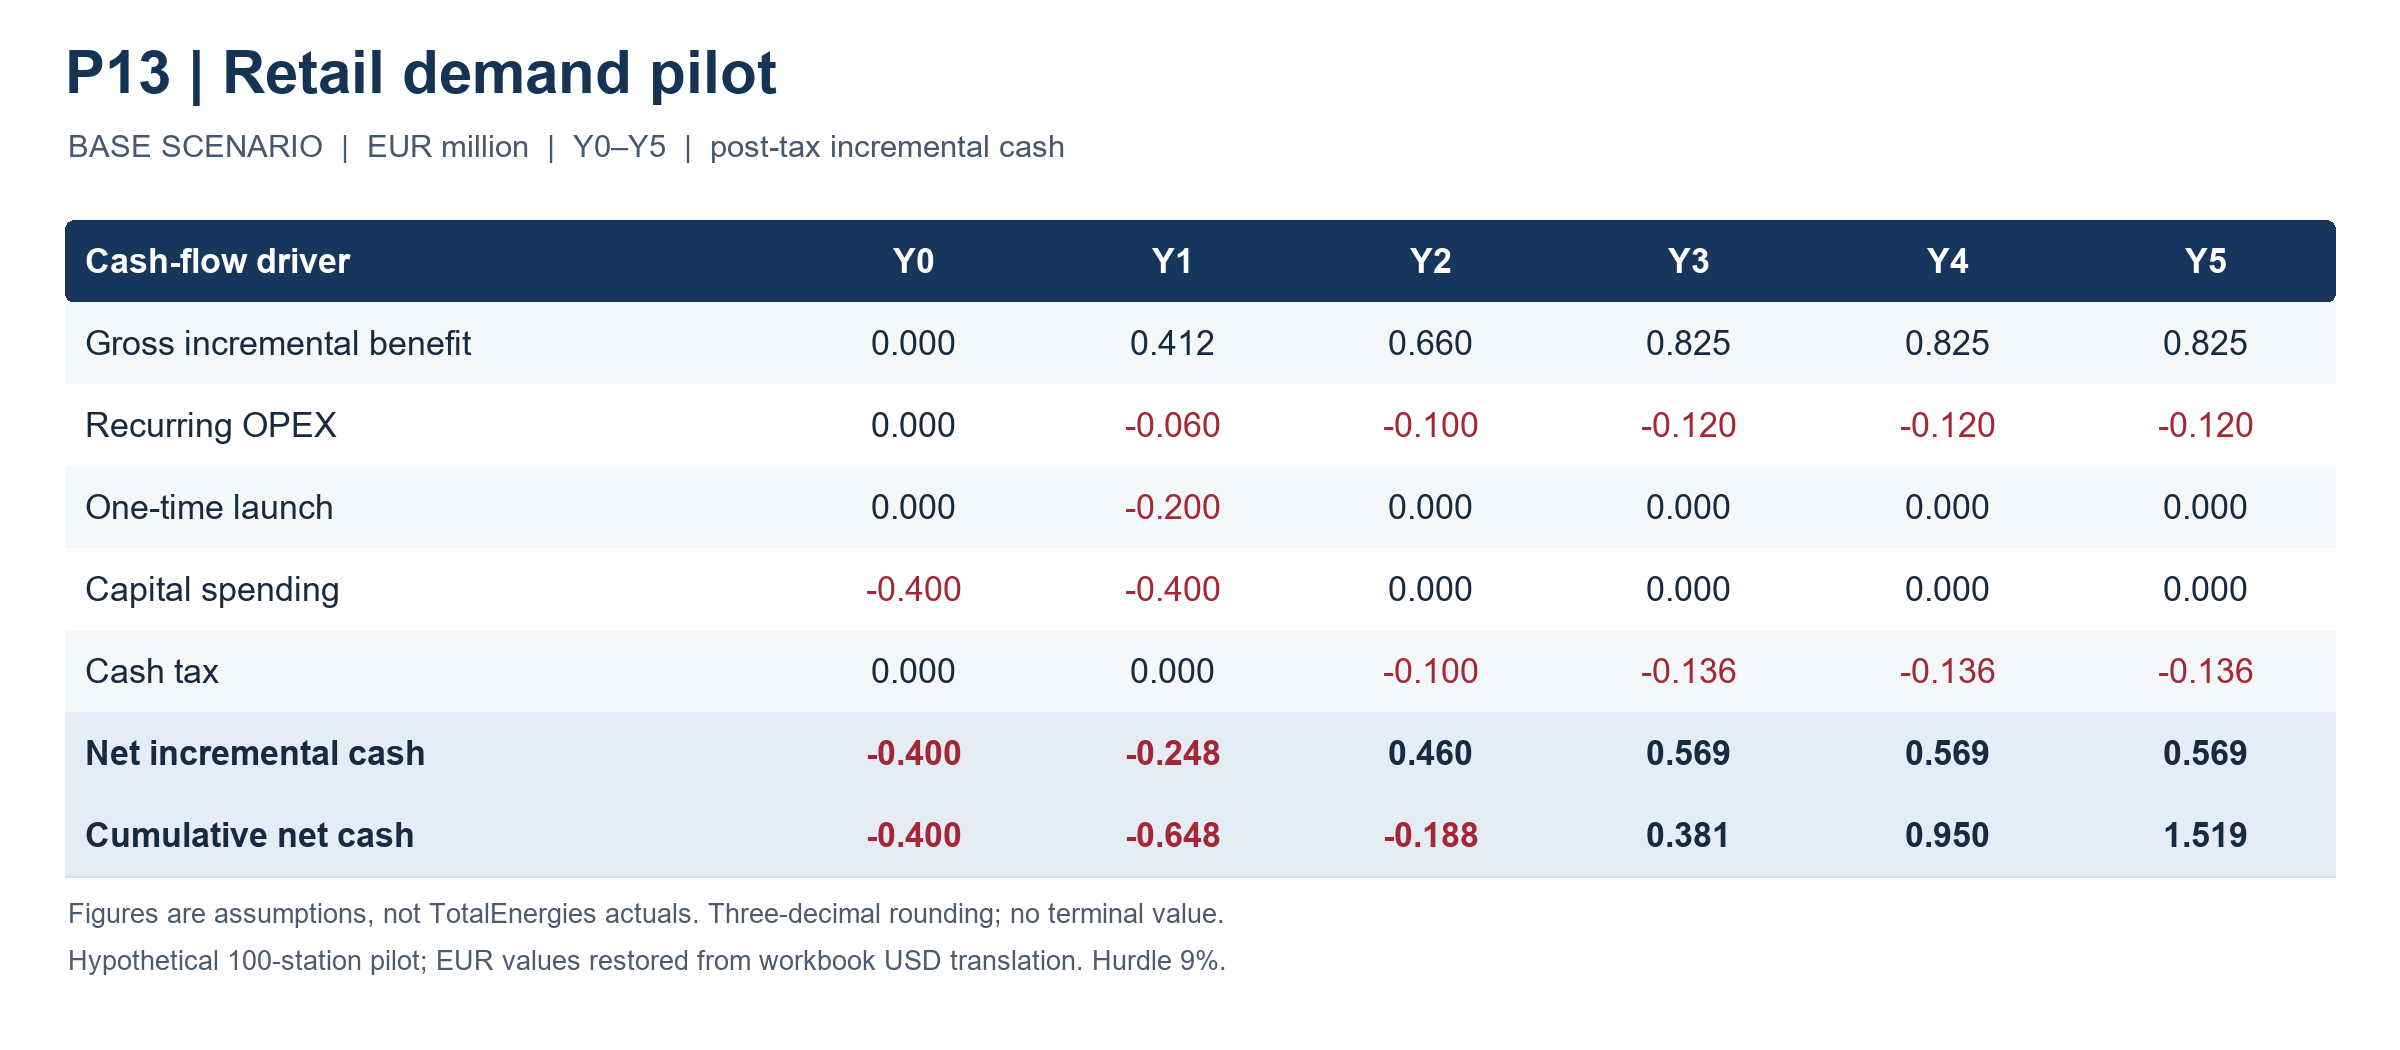 P13 | Retail demand pilot
BASE SCENARIO | EUR million | Y0–Y5 | post-tax incremental cash
Cash-flow driver Y0 Y1 Y2 Y3 Y4 Y5
Gross incremental benefit 0.000 0.412 0.660 0.825 0.825 0.825
Recurring OPEX 0.000 -0.060 -0.100 -0.120 -0.120 -0.120
One-time launch 0.000 -0.200 0.000 0.000 0.000 0.000
Capital spending -0.400 -0.400 0.000 0.000 0.000 0.000
Cash tax 0.000 0.000 -0.100 -0.136 -0.136 -0.136
Net incremental cash -0.400 -0.248 0.460 0.569 0.569 0.569
Cumulative net cash -0.400 -0.648 -0.188 0.381 0.950 1.519
Figures are assumptions, not TotalEnergies actuals. Three-decimal rounding; no terminal value.
Hypothetical 100-station pilot; EUR values restored from workbook USD translation. Hurdle 9%.